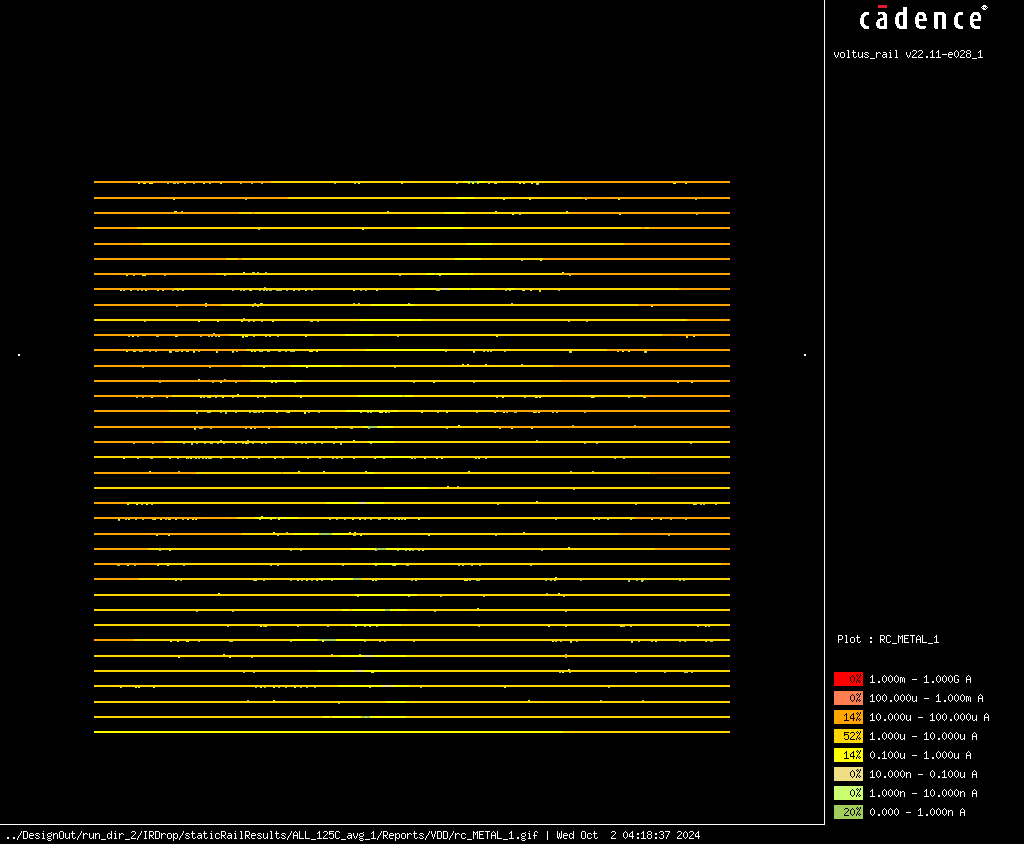 cādence®
voltus_rail v22.11-e028_1
Plot : RC_METAL_1
0% 1.000m - 1.000G A
0% 100.000u - 1.000m A
14% 10.000u - 100.000u A
52% 1.000u - 10.000u A
14% 0.100u - 1.000u A
0% 10.000n - 0.100u A
0% 1.000n - 10.000n A
20% 0.000 - 1.000n A
../DesignOut/run_dir_2/IRDrop/staticRailResults/ALL_125C_avg_1/Reports/VDD/rc_METAL_1.gif | Wed Oct  2 04:18:37 2024